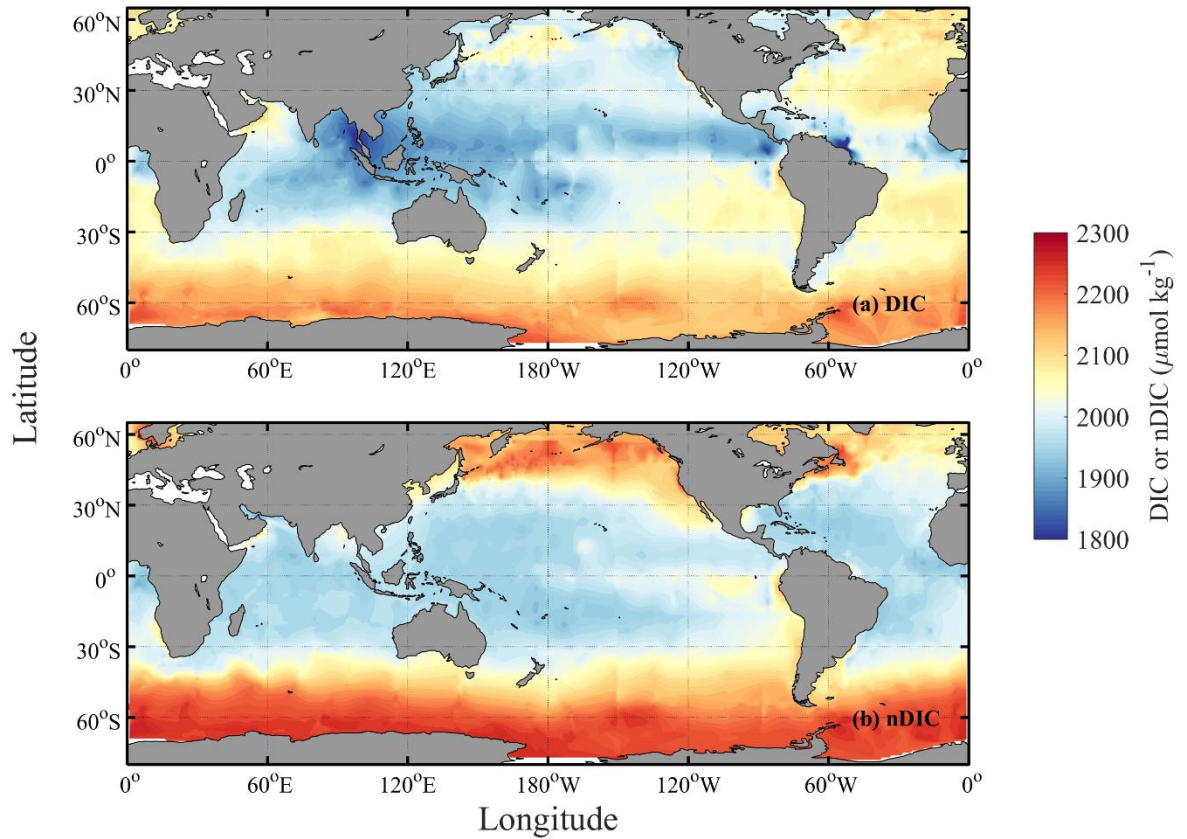 60°N
30°N
0°
30°S
60°S
(a) DIC
0° 60°E 120°E 180°W 120°W 60°W 0°
Latitude
60°N
30°N
0°
30°S
60°S
(b) nDIC
0° 60°E 120°E 180°W 120°W 60°W 0°
Longitude
2300
2200
2100
2000
1900
1800
DIC or nDIC (μmol kg⁻¹)